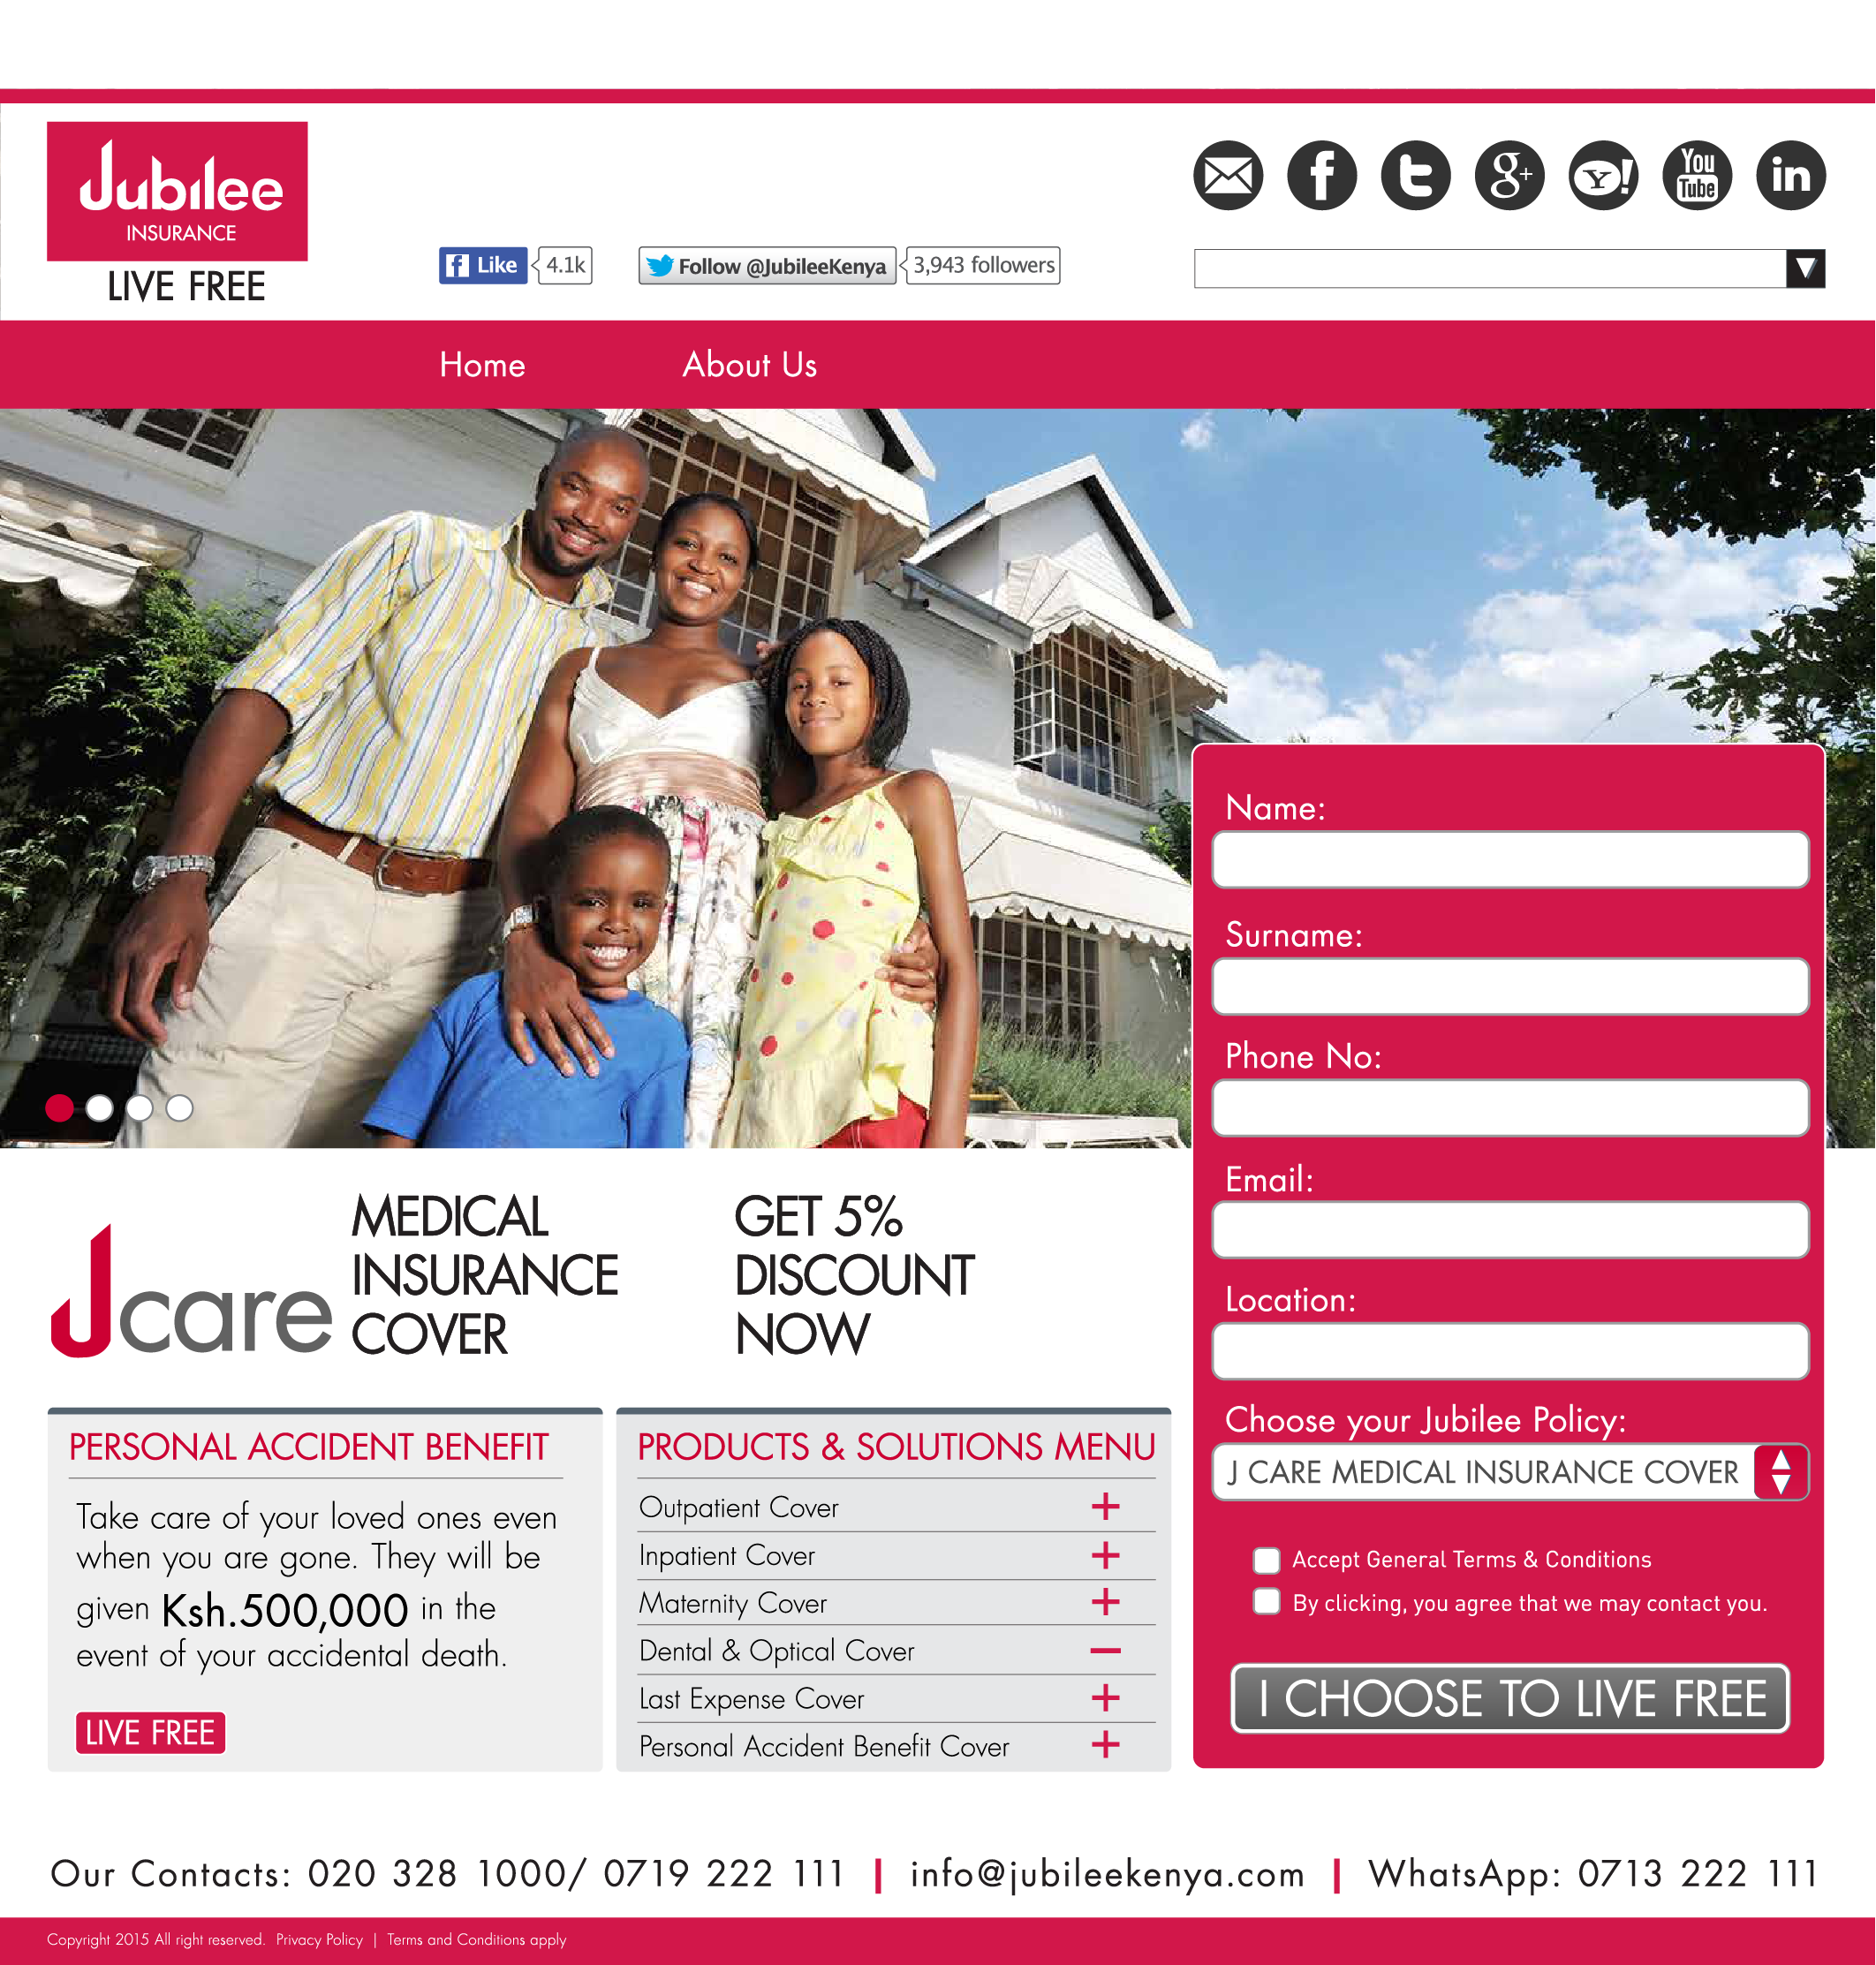 Jubilee
INSURANCE
LIVE FREE
f Like 4.1k
Follow @JubileeKenya 3,943 followers
f t g+ Y! You Tube in
Home About Us
Name:
Surname:
Phone No:
Email:
Location:
Choose your Jubilee Policy:
J CARE MEDICAL INSURANCE COVER
Accept General Terms & Conditions
By clicking, you agree that we may contact you.
I CHOOSE TO LIVE FREE
Jcare
MEDICAL
INSURANCE
COVER
GET 5%
DISCOUNT
NOW
PERSONAL ACCIDENT BENEFIT
Take care of your loved ones even
when you are gone. They will be
given Ksh.500,000 in the
event of your accidental death.
LIVE FREE
PRODUCTS & SOLUTIONS MENU
Outpatient Cover +
Inpatient Cover +
Maternity Cover +
Dental & Optical Cover −
Last Expense Cover +
Personal Accident Benefit Cover +
Our Contacts: 020 328 1000/ 0719 222 111 | info@jubileekenya.com | WhatsApp: 0713 222 111
Copyright 2015 All right reserved. Privacy Policy | Terms and Conditions apply